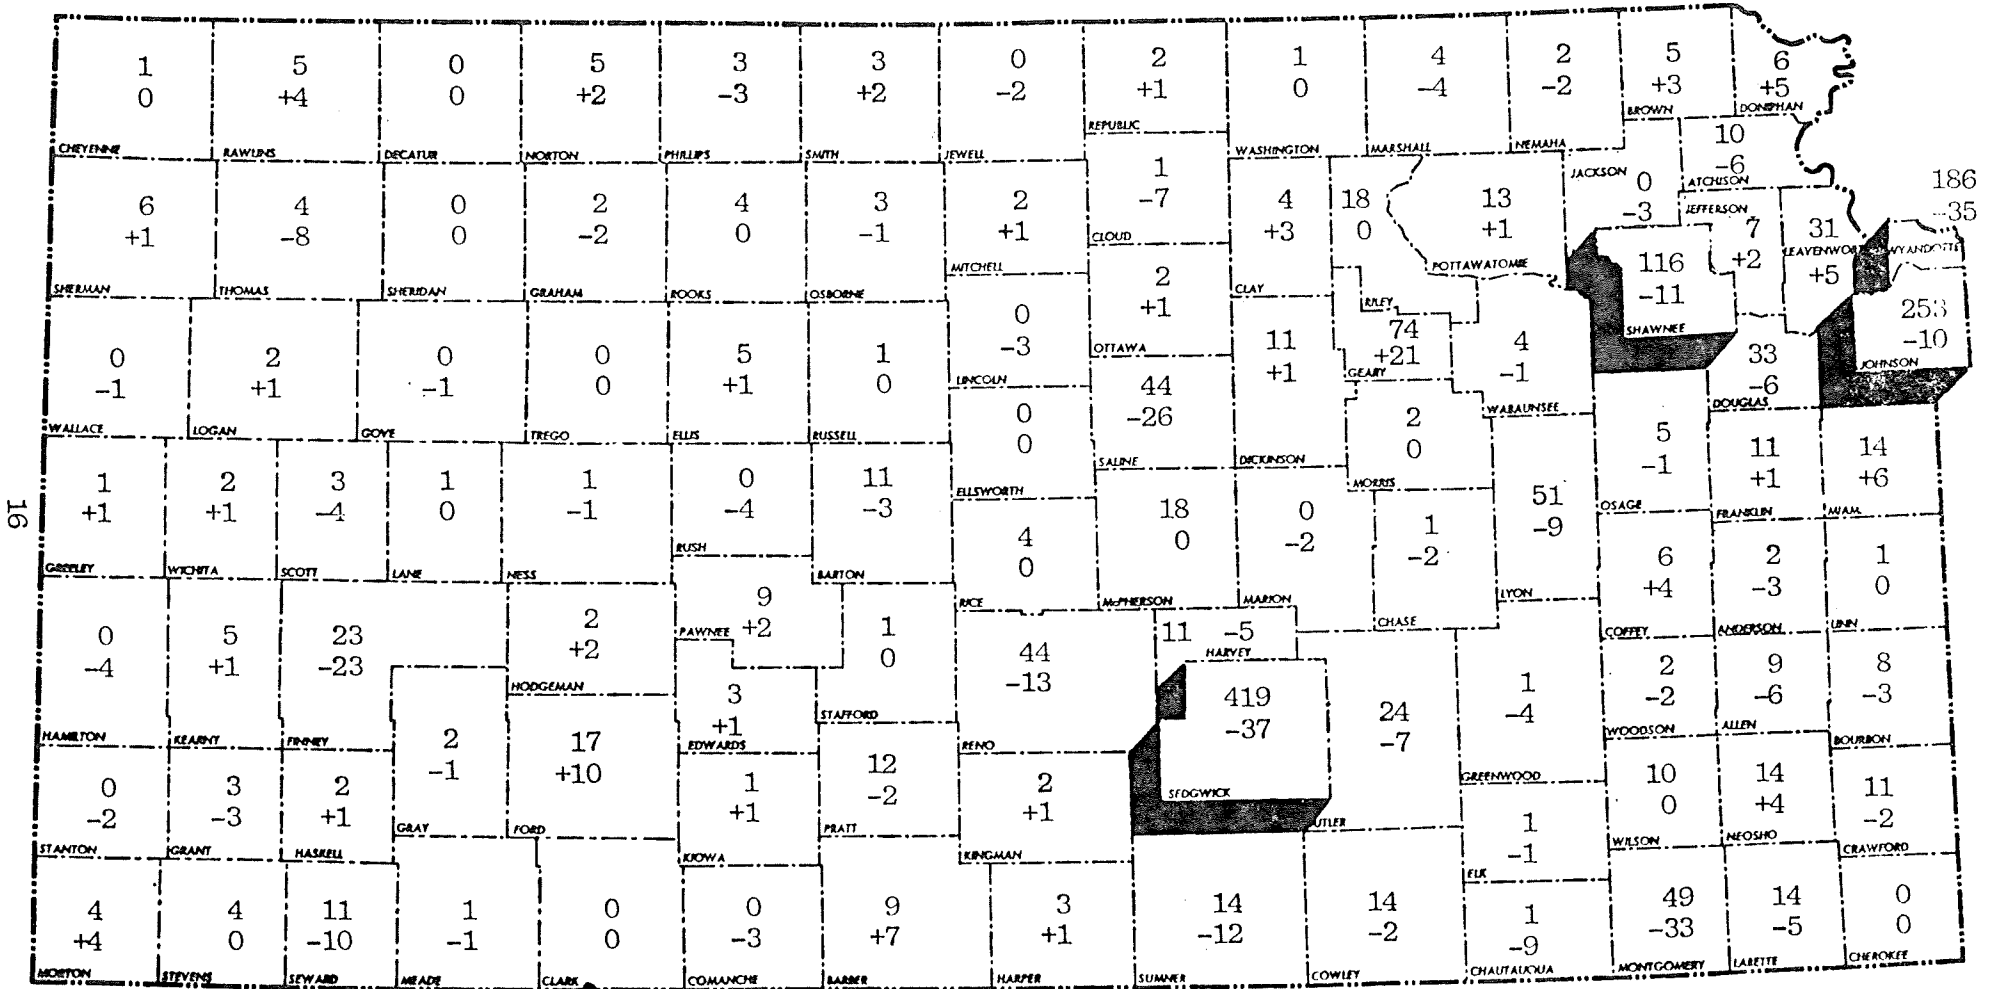 1
0
CHEYENNE
5
+4
RAWLINS
0
0
DECATUR
5
+2
NORTON
3
-3
PHILLIPS
3
+2
SMITH
0
-2
JEWELL
2
+1
REPUBLIC
1
0
WASHINGTON
4
-4
MARSHALL
2
-2
NEMAHA
5
+3
BROWN
6
+5
DONIPHAN
10
-6
ATCHISON
6
+1
SHERMAN
4
-8
THOMAS
0
0
SHERIDAN
2
-2
GRAHAM
4
0
ROOKS
3
-1
OSBORNE
2
+1
MITCHELL
1
-7
CLOUD
4
+3
CLAY
18
0
RILEY
13
+1
POTTAWATOMIE
JACKSON
0
-3
JEFFERSON
7
+2
31
LEAVENWORT
+5
186
-35
WYANDOTTE
116
-11
SHAWNEE
253
-10
JOHNSON
0
-1
WALLACE
2
+1
LOGAN
0
-1
GOVE
0
0
TREGO
5
+1
ELLIS
1
0
RUSSELL
0
-3
LINCOLN
2
+1
OTTAWA
11
+1
DICKINSON
74
+21
GEARY
4
-1
WABAUNSEE
33
-6
DOUGLAS
44
-26
SALINE
0
0
ELLSWORTH
2
0
MORRIS
5
-1
OSAGE
11
+1
FRANKLIN
14
+6
MIAM
16
1
+1
GREELEY
2
+1
WICHITA
3
-4
SCOTT
1
0
LANE
1
-1
NESS
0
-4
RUSH
11
-3
BARTON
4
0
RICE
18
0
McPHERSON
0
-2
MARION
1
-2
CHASE
51
-9
LYON
6
+4
COFFEY
2
-3
ANDERSON
1
0
LINN
0
-4
HAMILTON
5
+1
KEARNY
23
-23
FINNEY
2
+2
HODGEMAN
9
+2
PAWNEE
1
0
STAFFORD
44
-13
RENO
11 -5
HARVEY
419
-37
SEDGWICK
24
-7
UTLER
1
-4
GREENWOOD
2
-2
WOODSON
9
-6
ALLEN
8
-3
BOURBON
3
+1
EDWARDS
2
-1
GRAY
17
+10
FORD
0
-2
STANTON
3
-3
GRANT
2
+1
HASKELL
1
+1
KIOWA
12
-2
PRATT
2
+1
KINGMAN
1
-1
ELK
10
0
WILSON
14
+4
NEOSHO
11
-2
CRAWFORD
4
+4
MORTON
4
0
STEVENS
11
-10
SEWARD
1
-1
MEADE
0
0
CLARK
0
-3
COMANCHE
9
+7
BARBER
3
+1
HARPER
14
-12
SUMNER
14
-2
COWLEY
1
-9
CHAUTAUQUA
49
-33
MONTGOMERY
14
-5
LABETTE
0
0
CHEROKEE